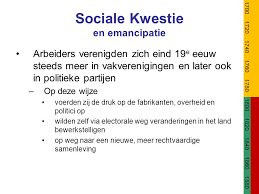 Sociale Kwestie
en emancipatie
• Arbeiders verenigden zich eind 19e eeuw
steeds meer in vakverenigingen en later ook
in politieke partijen
– Op deze wijze
• voerden zij de druk op de fabrikanten, overheid en
politici op
• wilden zelf via electorale weg veranderingen in het land
bewerkstelligen
• op weg naar een nieuwe, meer rechtvaardige
samenleving
1700
1720
1740
1760
1780
1800
1820
1840
1860
1880